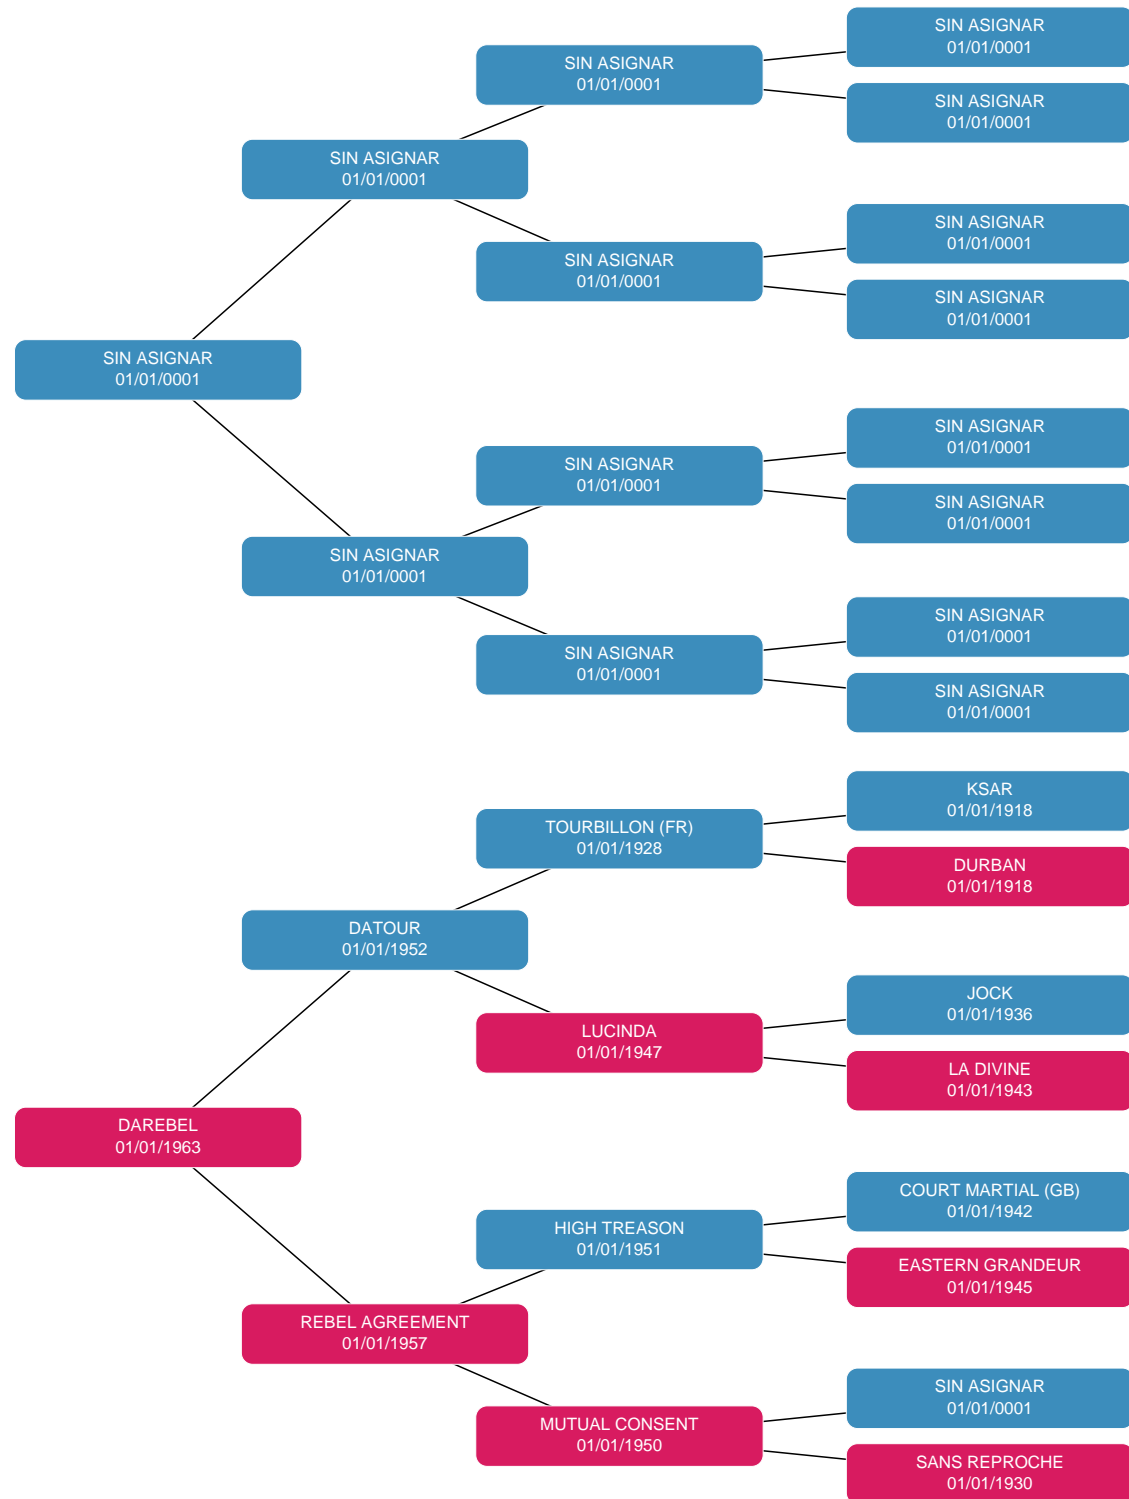 SIN ASIGNAR
01/01/0001
SIN ASIGNAR
01/01/0001
SIN ASIGNAR
01/01/0001
SIN ASIGNAR
01/01/0001
SIN ASIGNAR
01/01/0001
SIN ASIGNAR
01/01/0001
SIN ASIGNAR
01/01/0001
SIN ASIGNAR
01/01/0001
SIN ASIGNAR
01/01/0001
SIN ASIGNAR
01/01/0001
SIN ASIGNAR
01/01/0001
SIN ASIGNAR
01/01/0001
SIN ASIGNAR
01/01/0001
SIN ASIGNAR
01/01/0001
SIN ASIGNAR
01/01/0001
KSAR
01/01/1918
TOURBILLON (FR)
01/01/1928
DURBAN
01/01/1918
DATOUR
01/01/1952
JOCK
01/01/1936
LUCINDA
01/01/1947
LA DIVINE
01/01/1943
DAREBEL
01/01/1963
COURT MARTIAL (GB)
01/01/1942
HIGH TREASON
01/01/1951
EASTERN GRANDEUR
01/01/1945
REBEL AGREEMENT
01/01/1957
SIN ASIGNAR
01/01/0001
MUTUAL CONSENT
01/01/1950
SANS REPROCHE
01/01/1930